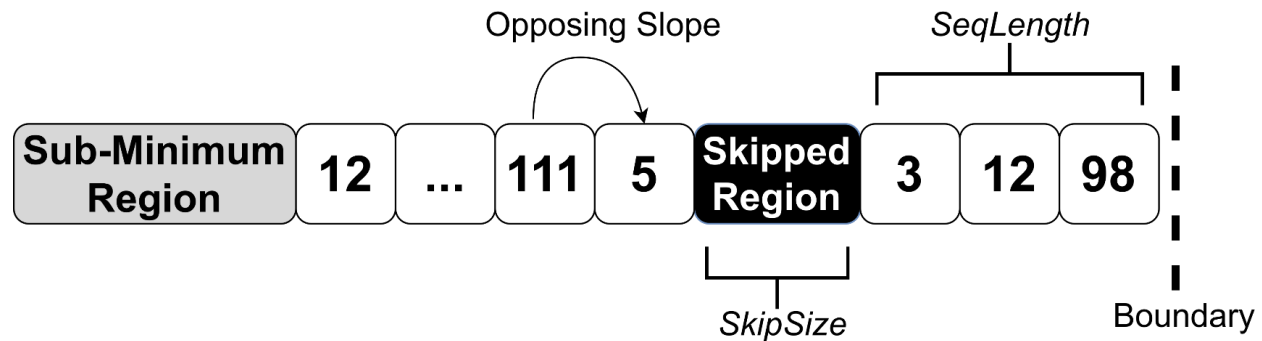 Opposing Slope
SeqLength
Sub-Minimum
Region
12
...
111
5
Skipped
Region
3
12
98
SkipSize
Boundary